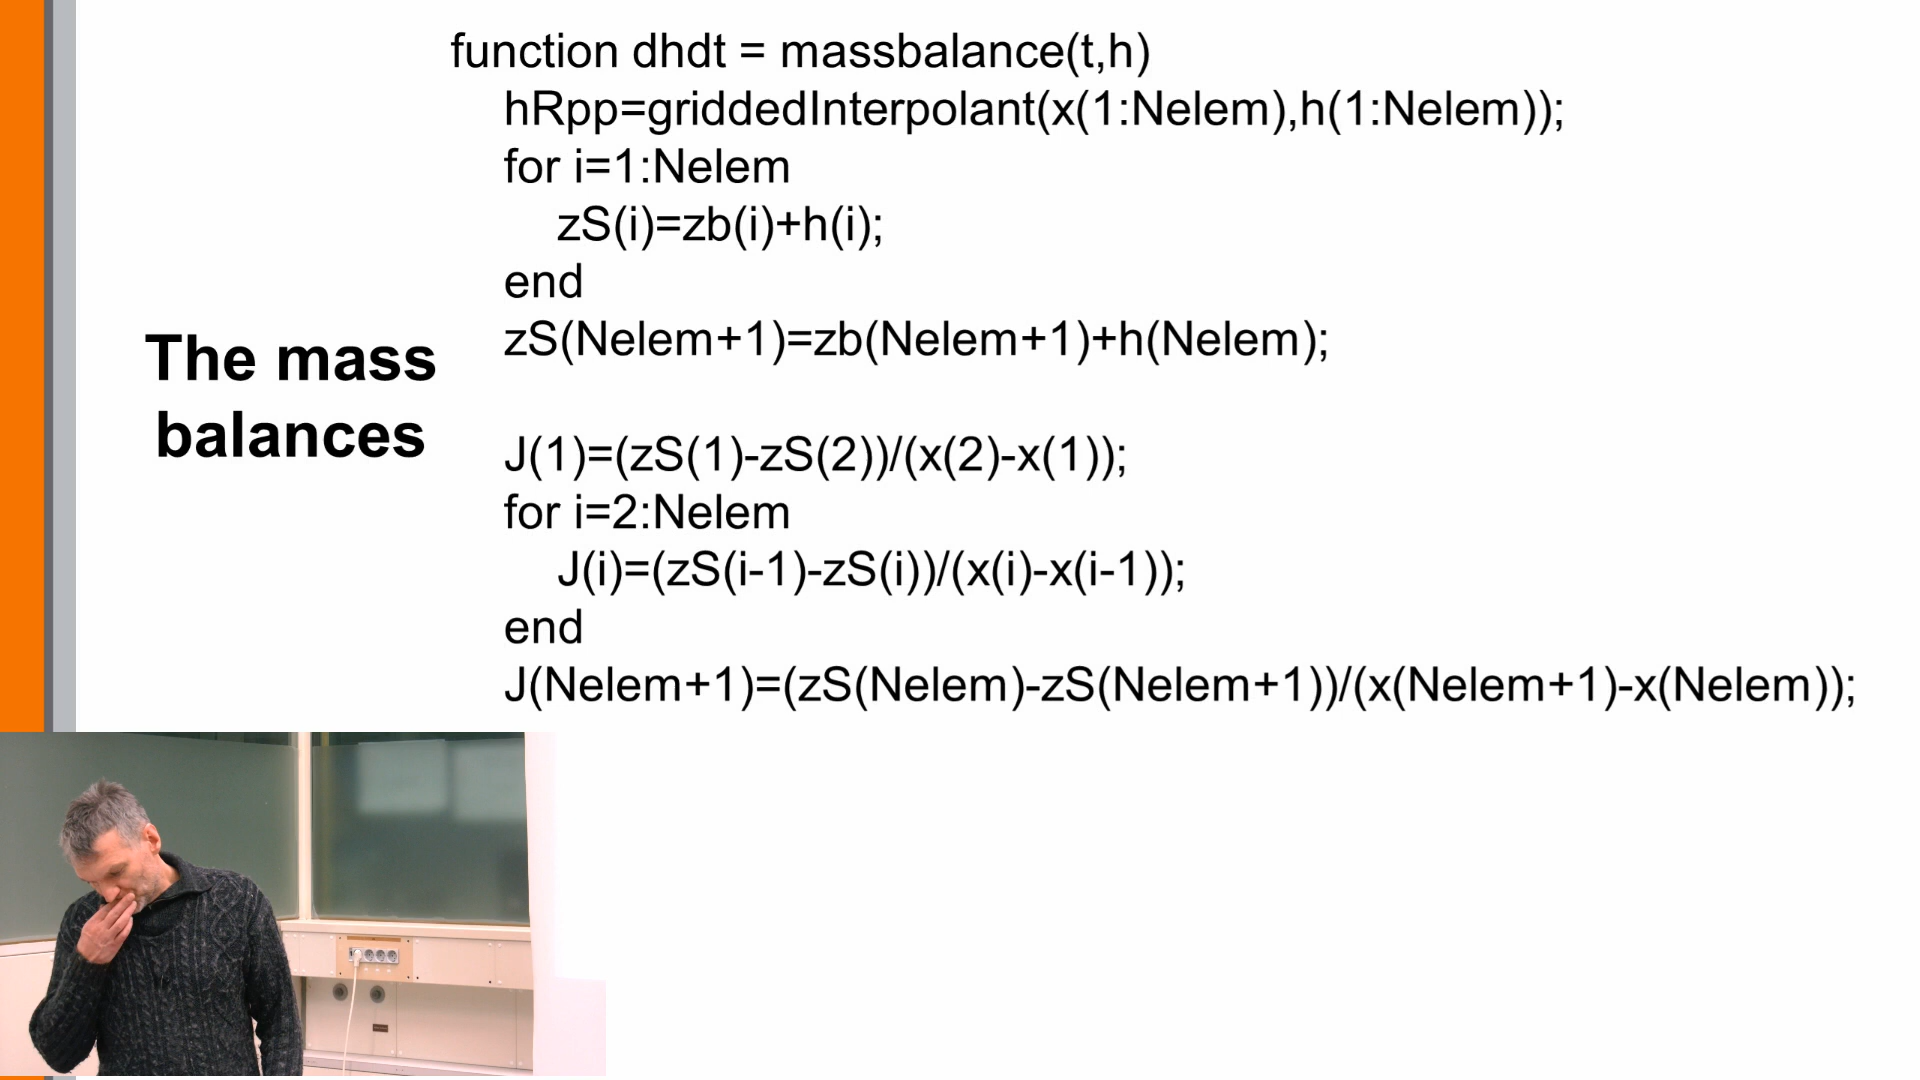 function dhdt = massbalance(t,h)
hRpp=griddedInterpolant(x(1:Nelem),h(1:Nelem));
for i=1:Nelem
zS(i)=zb(i)+h(i);
end
zS(Nelem+1)=zb(Nelem+1)+h(Nelem);
The mass
balances
J(1)=(zS(1)-zS(2))/(x(2)-x(1));
for i=2:Nelem
J(i)=(zS(i-1)-zS(i))/(x(i)-x(i-1));
end
J(Nelem+1)=(zS(Nelem)-zS(Nelem+1))/(x(Nelem+1)-x(Nelem));